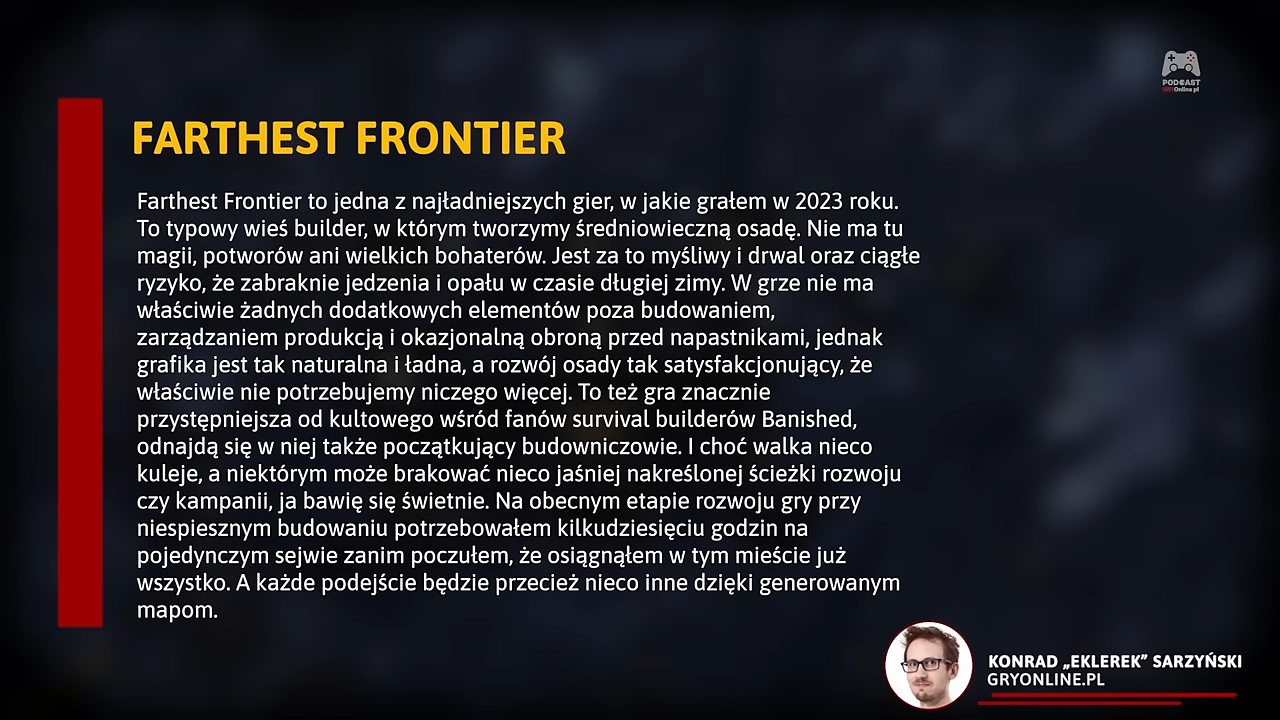 PODCAST
GRYOnline.pl
FARTHEST FRONTIER
Farthest Frontier to jedna z najładniejszych gier, w jakie grałem w 2023 roku.
To typowy wieś builder, w którym tworzymy średniowieczną osadę. Nie ma tu
magii, potworów ani wielkich bohaterów. Jest za to myśliwy i drwal oraz ciągłe
ryzyko, że zabraknie jedzenia i opału w czasie długiej zimy. W grze nie ma
właściwie żadnych dodatkowych elementów poza budowaniem,
zarządzaniem produkcją i okazjonalną obroną przed napastnikami, jednak
grafika jest tak naturalna i ładna, a rozwój osady tak satysfakcjonujący, że
właściwie nie potrzebujemy niczego więcej. To też gra znacznie
przystępniejsza od kultowego wśród fanów survival builderów Banished,
odnajdą się w niej także początkujący budowniczowie. I choć walka nieco
kuleje, a niektórym może brakować nieco jaśniej nakreślonej ścieżki rozwoju
czy kampanii, ja bawię się świetnie. Na obecnym etapie rozwoju gry przy
niespiesznym budowaniu potrzebowałem kilkudziesięciu godzin na
pojedynczym sejwie zanim poczułem, że osiągnąłem w tym mieście już
wszystko. A każde podejście będzie przecież nieco inne dzięki generowanym
mapom.
KONRAD „EKLEREK” SARZYŃSKI
GRYONLINE.PL